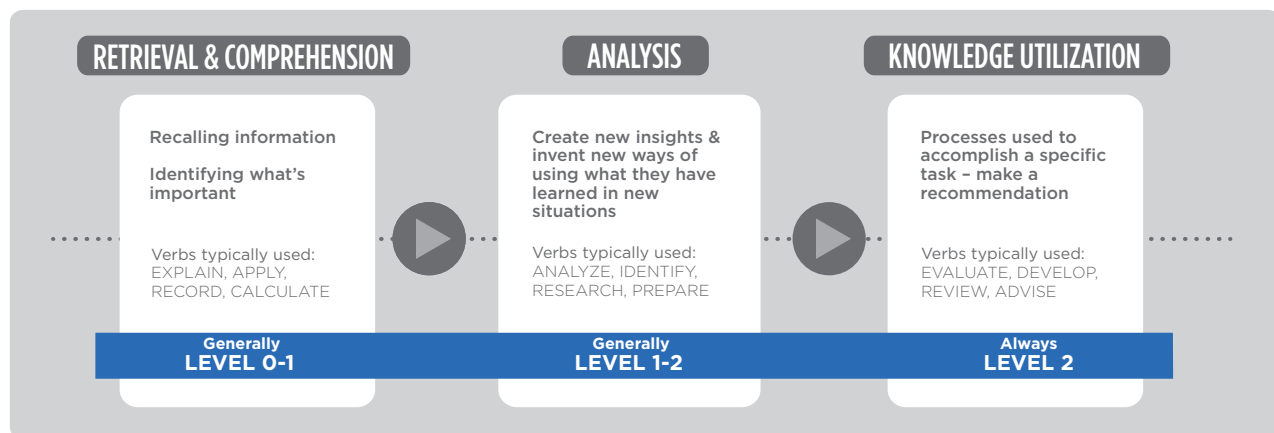 RETRIEVAL & COMPREHENSION
Recalling information
Identifying what's
important
Verbs typically used:
EXPLAIN, APPLY,
RECORD, CALCULATE
Generally
LEVEL 0-1
ANALYSIS
Create new insights &
invent new ways of
using what they have
learned in new
situations
Verbs typically used:
ANALYZE, IDENTIFY,
RESEARCH, PREPARE
Generally
LEVEL 1-2
KNOWLEDGE UTILIZATION
Processes used to
accomplish a specific
task – make a
recommendation
Verbs typically used:
EVALUATE, DEVELOP,
REVIEW, ADVISE
Always
LEVEL 2